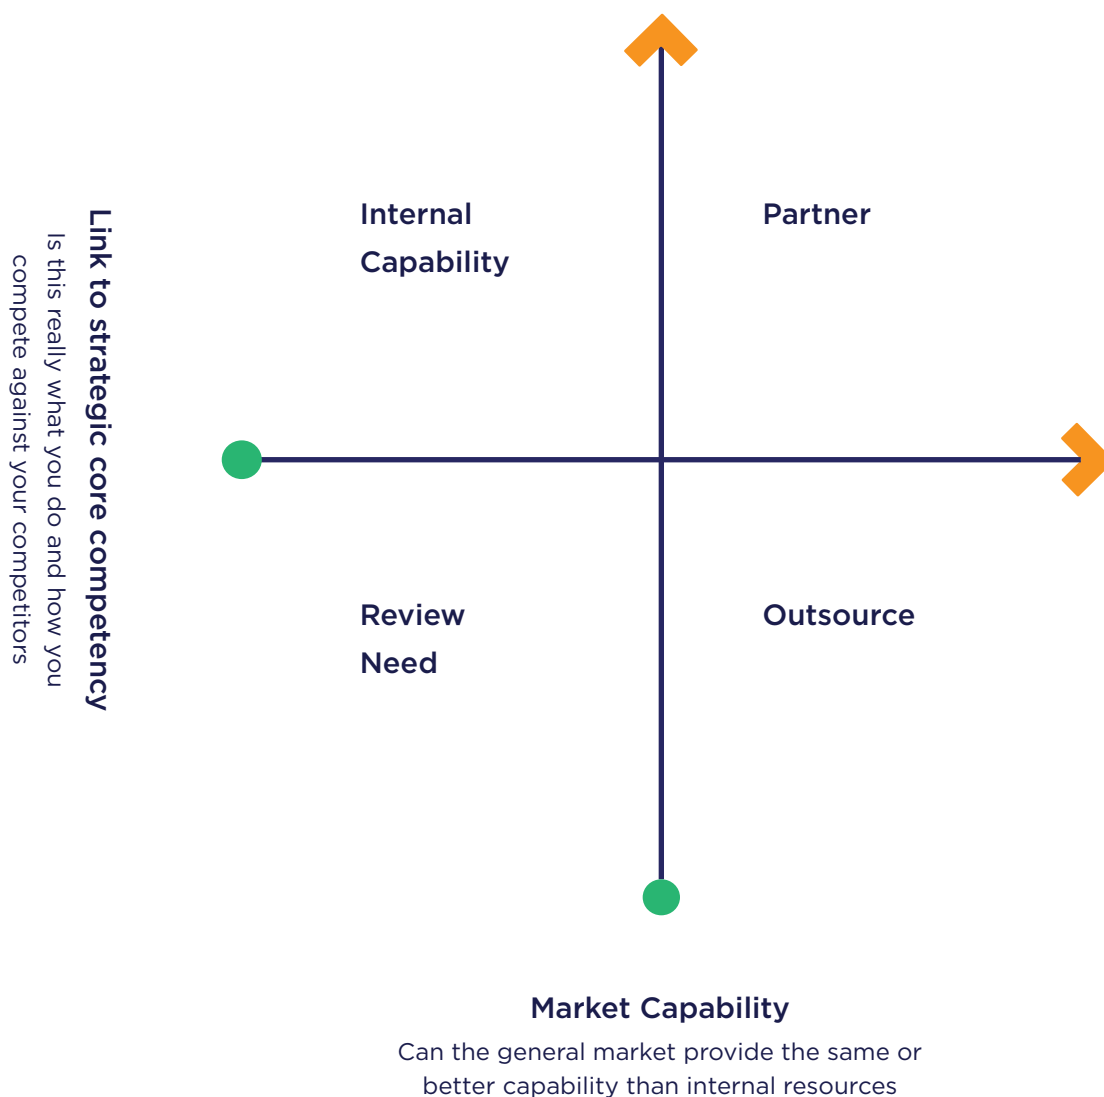 Internal
Capability
Partner
Link to strategic core competency
Is this really what you do and how you
compete against your competitors
Review
Need
Outsource
Market Capability
Can the general market provide the same or
better capability than internal resources